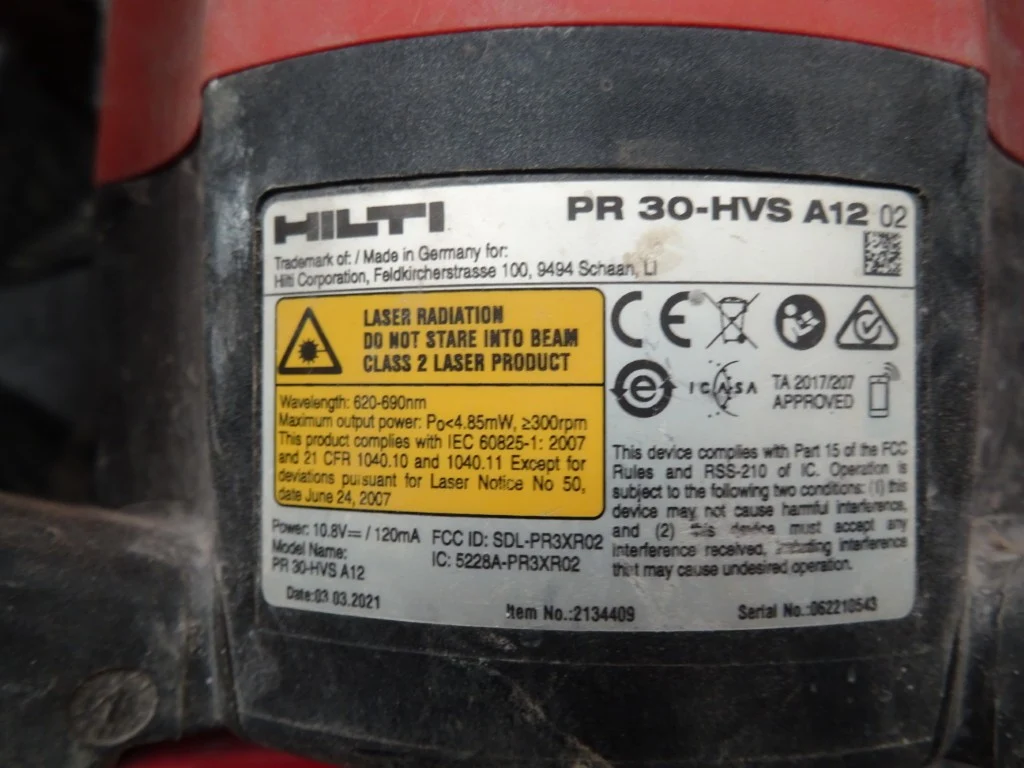 HILTI
PR 30-HVS A12 02
Trademark of: / Made in Germany for:
Hilti Corporation, Feldkircherstrasse 100, 9494 Schaan, LI
LASER RADIATION
DO NOT STARE INTO BEAM
CLASS 2 LASER PRODUCT
Wavelength: 620-690nm
Maximum output power: Po<4.85mW, ≥300rpm
This product complies with IEC 60825-1: 2007
and 21 CFR 1040.10 and 1040.11 Except for
deviations pursuant for Laser Notice No 50,
date June 24, 2007
CE
e
ICASA
TA 2017/207
APPROVED
This device complies with Part 15 of the FCC
Rules and RSS-210 of IC. Operation is
subject to the following two conditions: (1) this
device may not cause harmful interference,
and (2) this device must accept any
interference received, including interference
that may cause undesired operation.
Power: 10.8V⎓ / 120mA
Model Name:
PR 30-HVS A12
FCC ID: SDL-PR3XR02
IC: 5228A-PR3XR02
Date:03.03.2021
Item No.:2134409
Serial No.:062210543